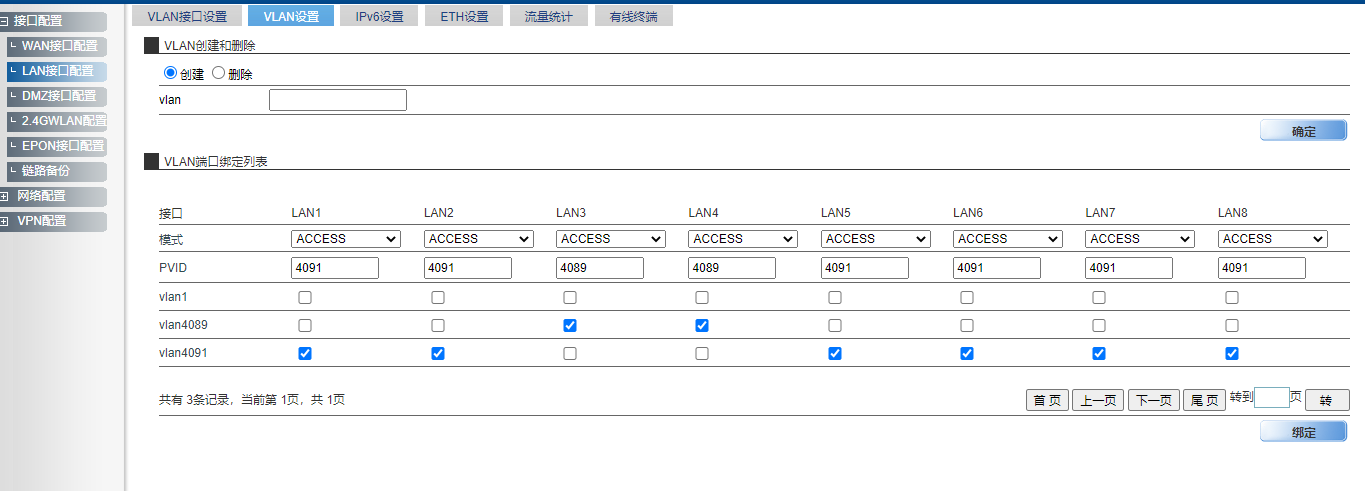 接口配置
WAN接口配置
LAN接口配置
DMZ接口配置
2.4GWLAN配置
EPON接口配置
链路备份
网络配置
VPN配置
VLAN接口设置 VLAN设置 IPv6设置 ETH设置 流量统计 有线终端
VLAN创建和删除
创建 删除
vlan
确定
VLAN端口绑定列表
接口 LAN1 LAN2 LAN3 LAN4 LAN5 LAN6 LAN7 LAN8
模式 ACCESS ACCESS ACCESS ACCESS ACCESS ACCESS ACCESS ACCESS
PVID 4091 4091 4089 4089 4091 4091 4091 4091
vlan1
vlan4089
vlan4091
共有 3条记录，当前第 1页，共 1页 首 页 上一页 下一页 尾 页 转到 页 转
绑定